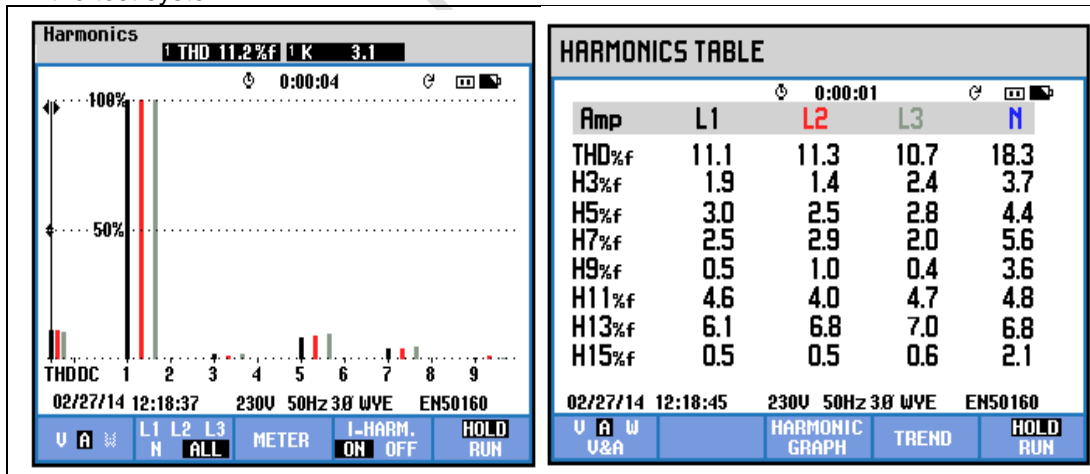 Harmonics
1 THD 11.2%f 1 K 3.1
0:00:04
100%
50%
THDDC 1 2 3 4 5 6 7 8 9
02/27/14 12:18:37 230V 50Hz 3Ø WYE EN50160
V A W L1 L2 L3 N ALL METER I-HARM. ON OFF HOLD RUN
HARMONICS TABLE
0:00:01
Amp L1 L2 L3 N
THD%f 11.1 11.3 10.7 18.3
H3%f 1.9 1.4 2.4 3.7
H5%f 3.0 2.5 2.8 4.4
H7%f 2.5 2.9 2.0 5.6
H9%f 0.5 1.0 0.4 3.6
H11%f 4.6 4.0 4.7 4.8
H13%f 6.1 6.8 7.0 6.8
H15%f 0.5 0.5 0.6 2.1
02/27/14 12:18:45 230V 50Hz 3Ø WYE EN50160
V A W V&A HARMONIC GRAPH TREND HOLD RUN